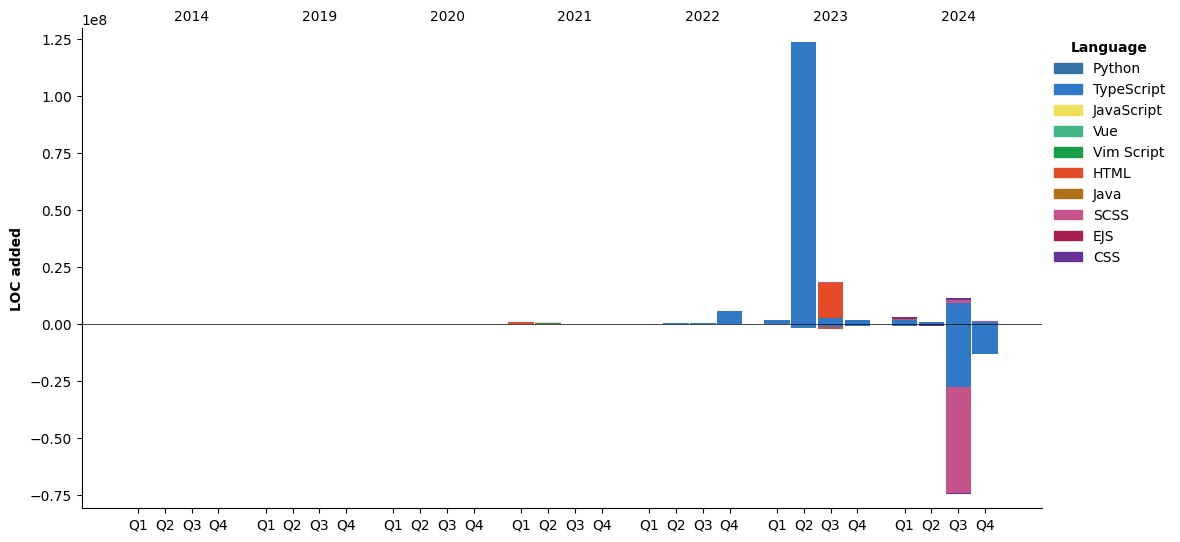 1e8
2014 2019 2020 2021 2022 2023 2024
LOC added
1.25
1.00
0.75
0.50
0.25
0.00
−0.25
−0.50
−0.75
Q1 Q2 Q3 Q4 Q1 Q2 Q3 Q4 Q1 Q2 Q3 Q4 Q1 Q2 Q3 Q4 Q1 Q2 Q3 Q4 Q1 Q2 Q3 Q4 Q1 Q2 Q3 Q4
Language
Python
TypeScript
JavaScript
Vue
Vim Script
HTML
Java
SCSS
EJS
CSS